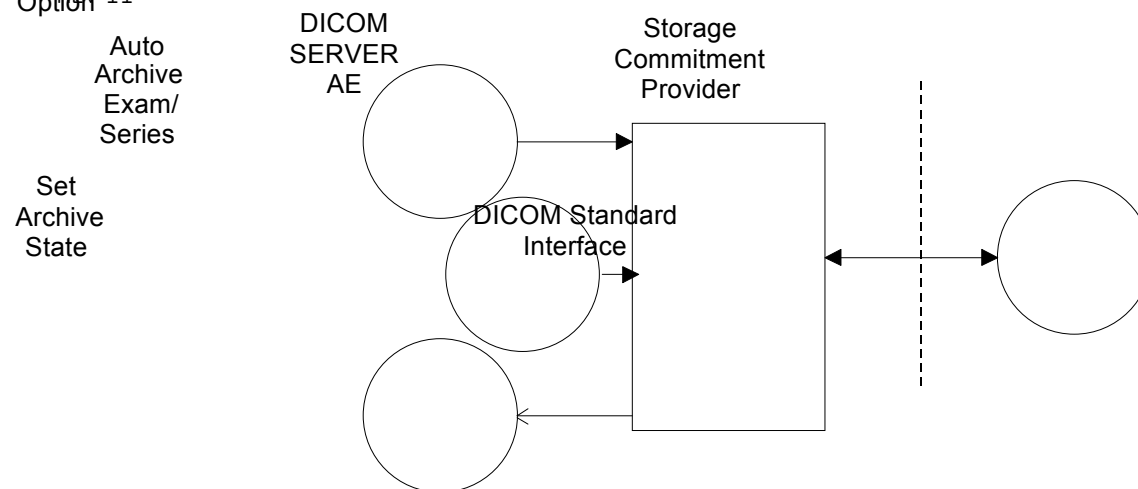 Option
Auto
Archive
Exam/
Series
Set
Archive
State
DICOM
SERVER
AE
Storage
Commitment
Provider
DICOM Standard
Interface